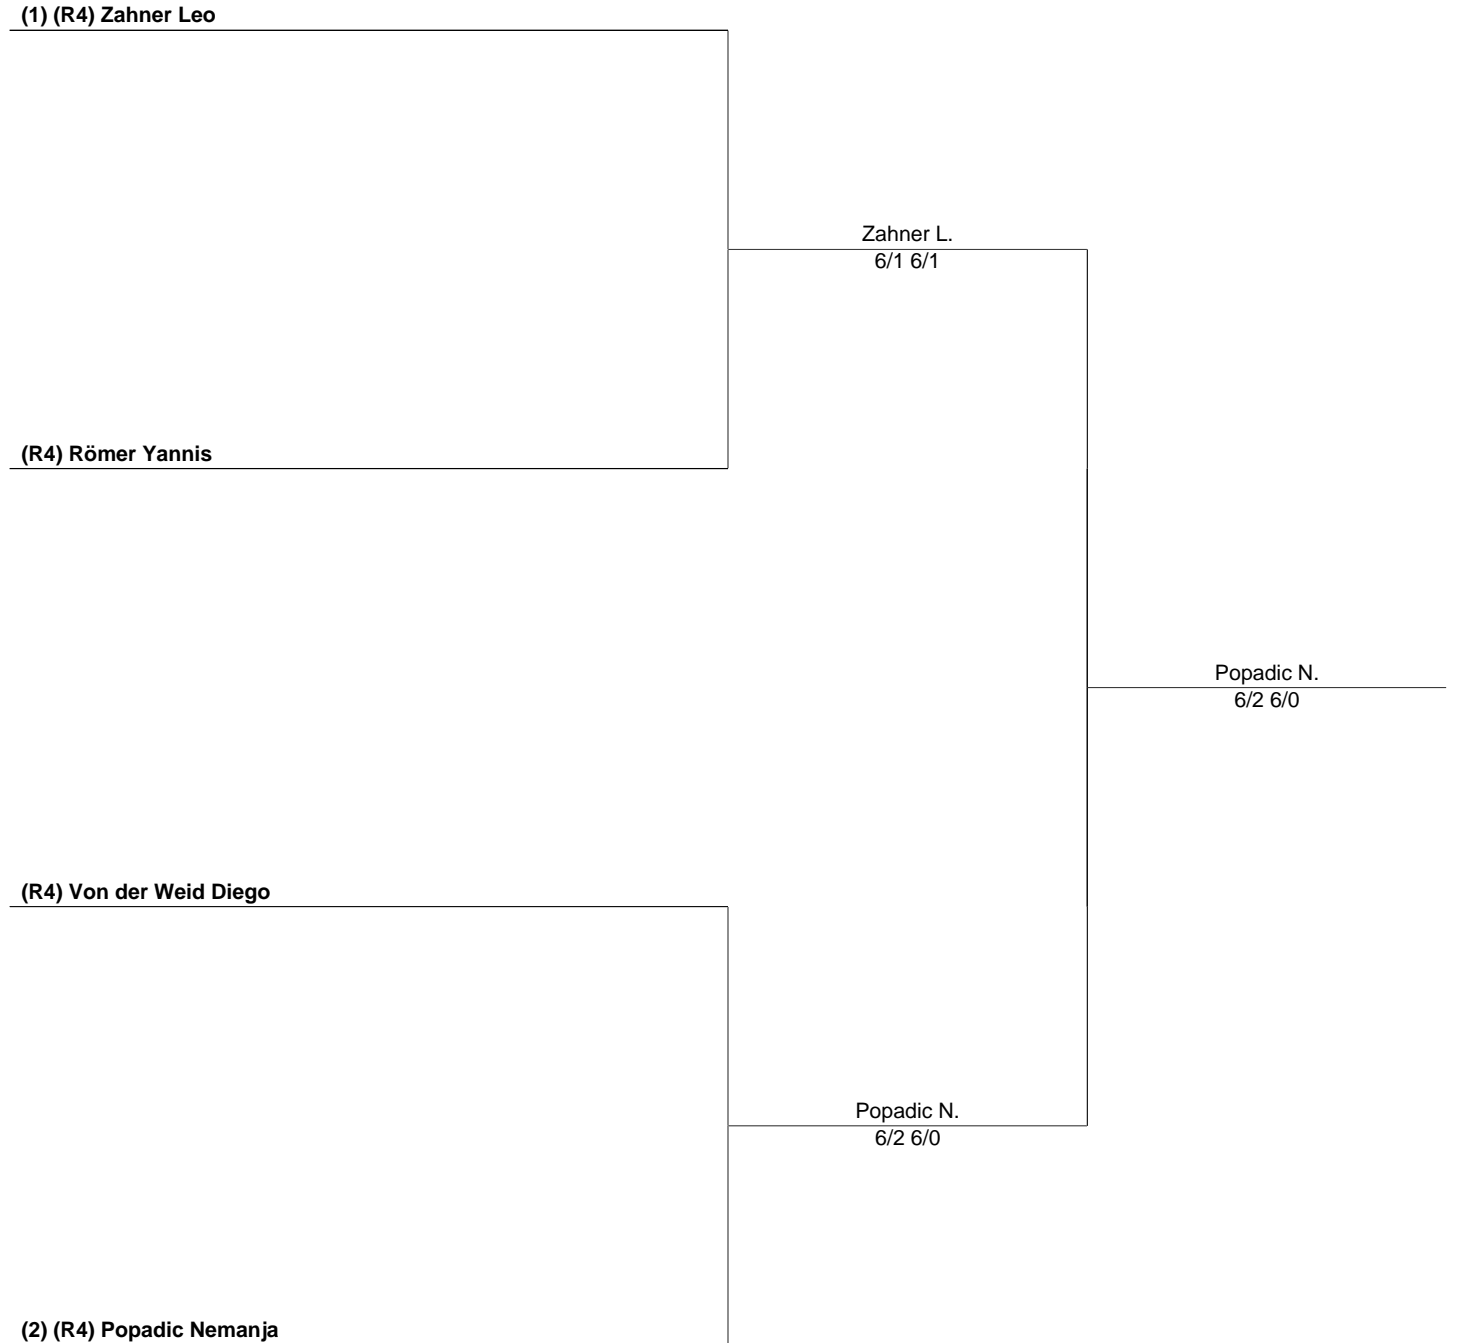 (1) (R4) Zahner Leo
Zahner L.
6/1 6/1
(R4) Römer Yannis
Popadic N.
6/2 6/0
(R4) Von der Weid Diego
Popadic N.
6/2 6/0
(2) (R4) Popadic Nemanja